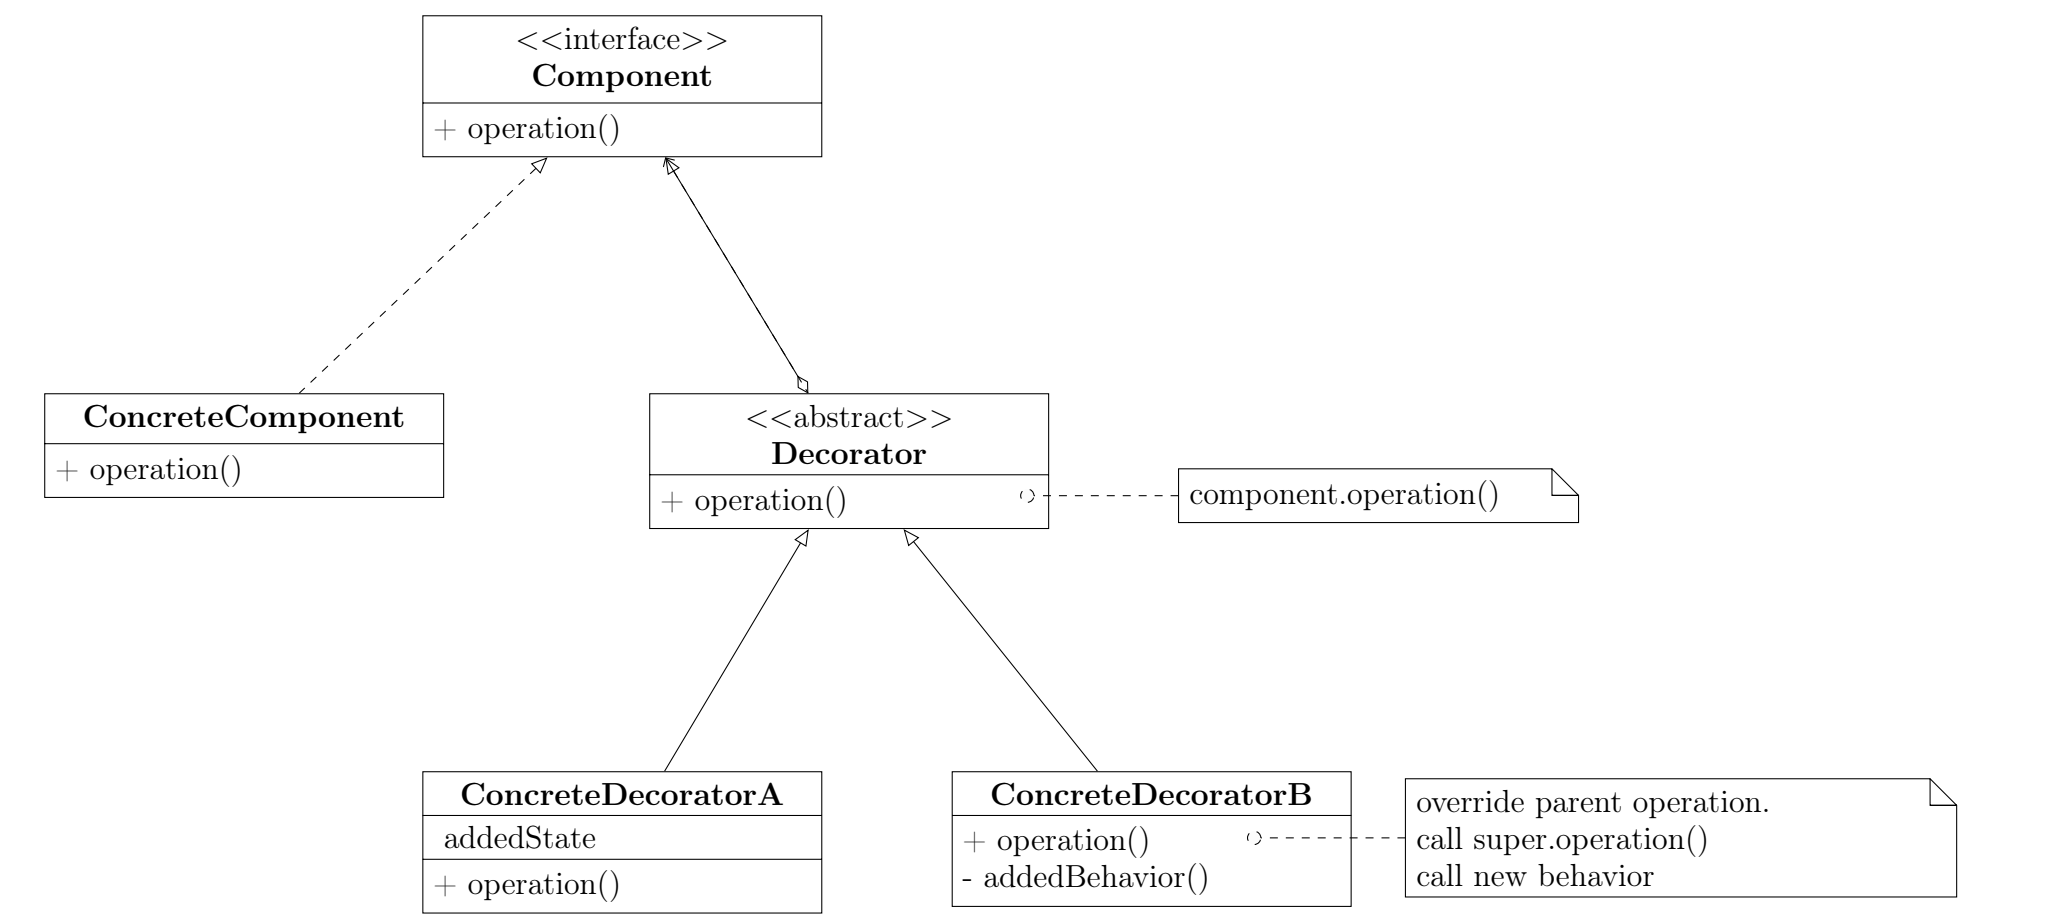 <<interface>>
Component
+ operation()
ConcreteComponent
+ operation()
<<abstract>>
Decorator
+ operation()
component.operation()
ConcreteDecoratorA
addedState
+ operation()
ConcreteDecoratorB
+ operation()
- addedBehavior()
override parent operation.
call super.operation()
call new behavior